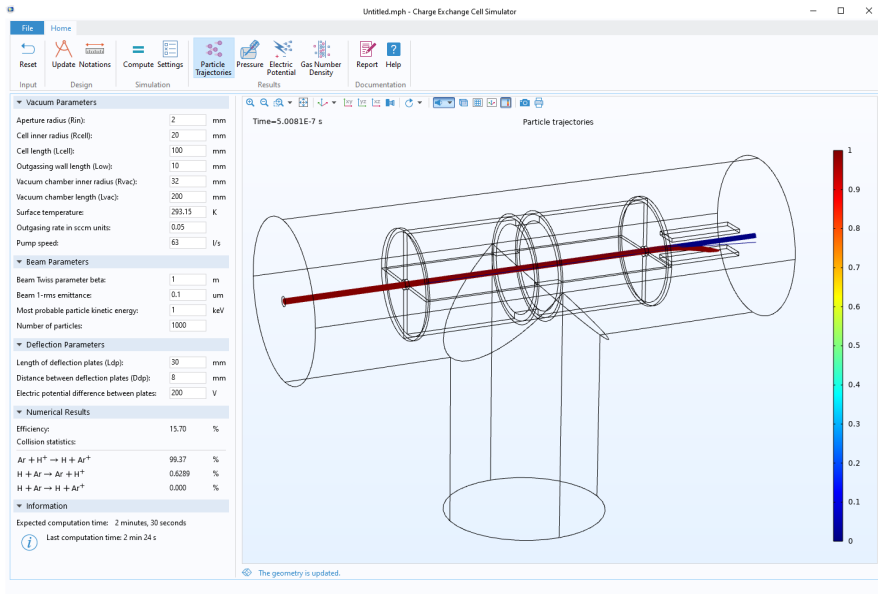 Untitled.mph - Charge Exchange Cell Simulator
File Home
Reset Update Notations Compute Settings Particle Trajectories Pressure Electric Potential Gas Number Density Report Help
Input Design Simulation Results Documentation
Vacuum Parameters
Aperture radius (Rin): 2 mm
Cell inner radius (Rcell): 20 mm
Cell length (Lcell): 100 mm
Outgassing wall length (Low): 10 mm
Vacuum chamber inner radius (Rvac): 32 mm
Vacuum chamber length (Lvac): 200 mm
Surface temperature: 293.15 K
Outgasing rate in sccm units: 0.05
Pump speed: 63 l/s
Beam Parameters
Beam Twiss parameter beta: 1 m
Beam 1-rms emittance: 0.1 um
Most probable particle kinetic energy: 1 keV
Number of particles: 1000
Deflection Parameters
Length of deflection plates (Ldp): 30 mm
Distance between deflection plates (Ddp): 8 mm
Electric potential difference between plates: 200 V
Numerical Results
Efficiency: 15.70 %
Collision statistics:
Ar + H⁺ → H + Ar⁺ 99.37 %
H + Ar → Ar + H⁺ 0.6289 %
H + Ar → H + Ar⁺ 0.000 %
Information
Expected computation time: 2 minutes, 30 seconds
Last computation time: 2 min 24 s
Time=5.0081E-7 s
Particle trajectories
1
0.9
0.8
0.7
0.6
0.5
0.4
0.3
0.2
0.1
0
The geometry is updated.